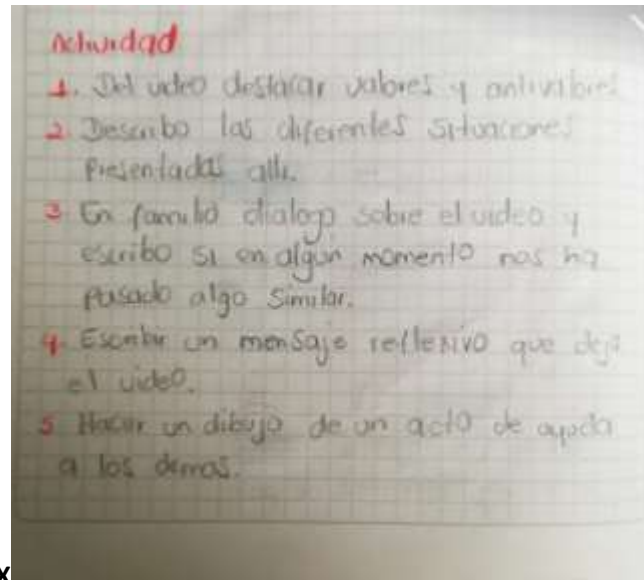 Actividad
1. Del video destacar valores y antivalores
2. Describo las diferentes situaciones
presentadas alli.
3 En familia dialogo sobre el video y
escribo si en algún momento nos ha
pasado algo similar.
4. Escribir un mensaje reflexivo que deja
el video.
5 Hacer un dibujo de un acto de ayuda
a los demas.
x